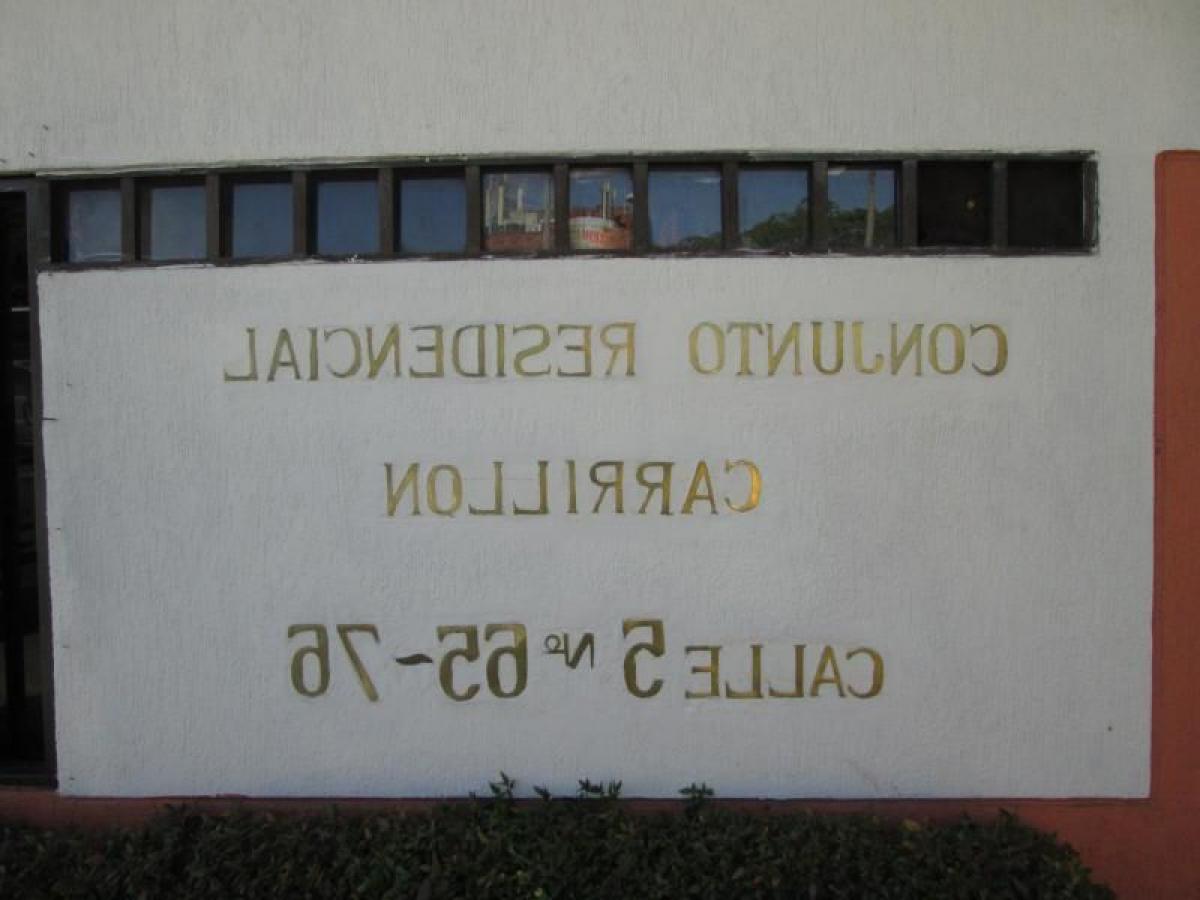 CONJUNTO RESIDENCIAL
CARRILLON
CALLE 5 Nº 65-76